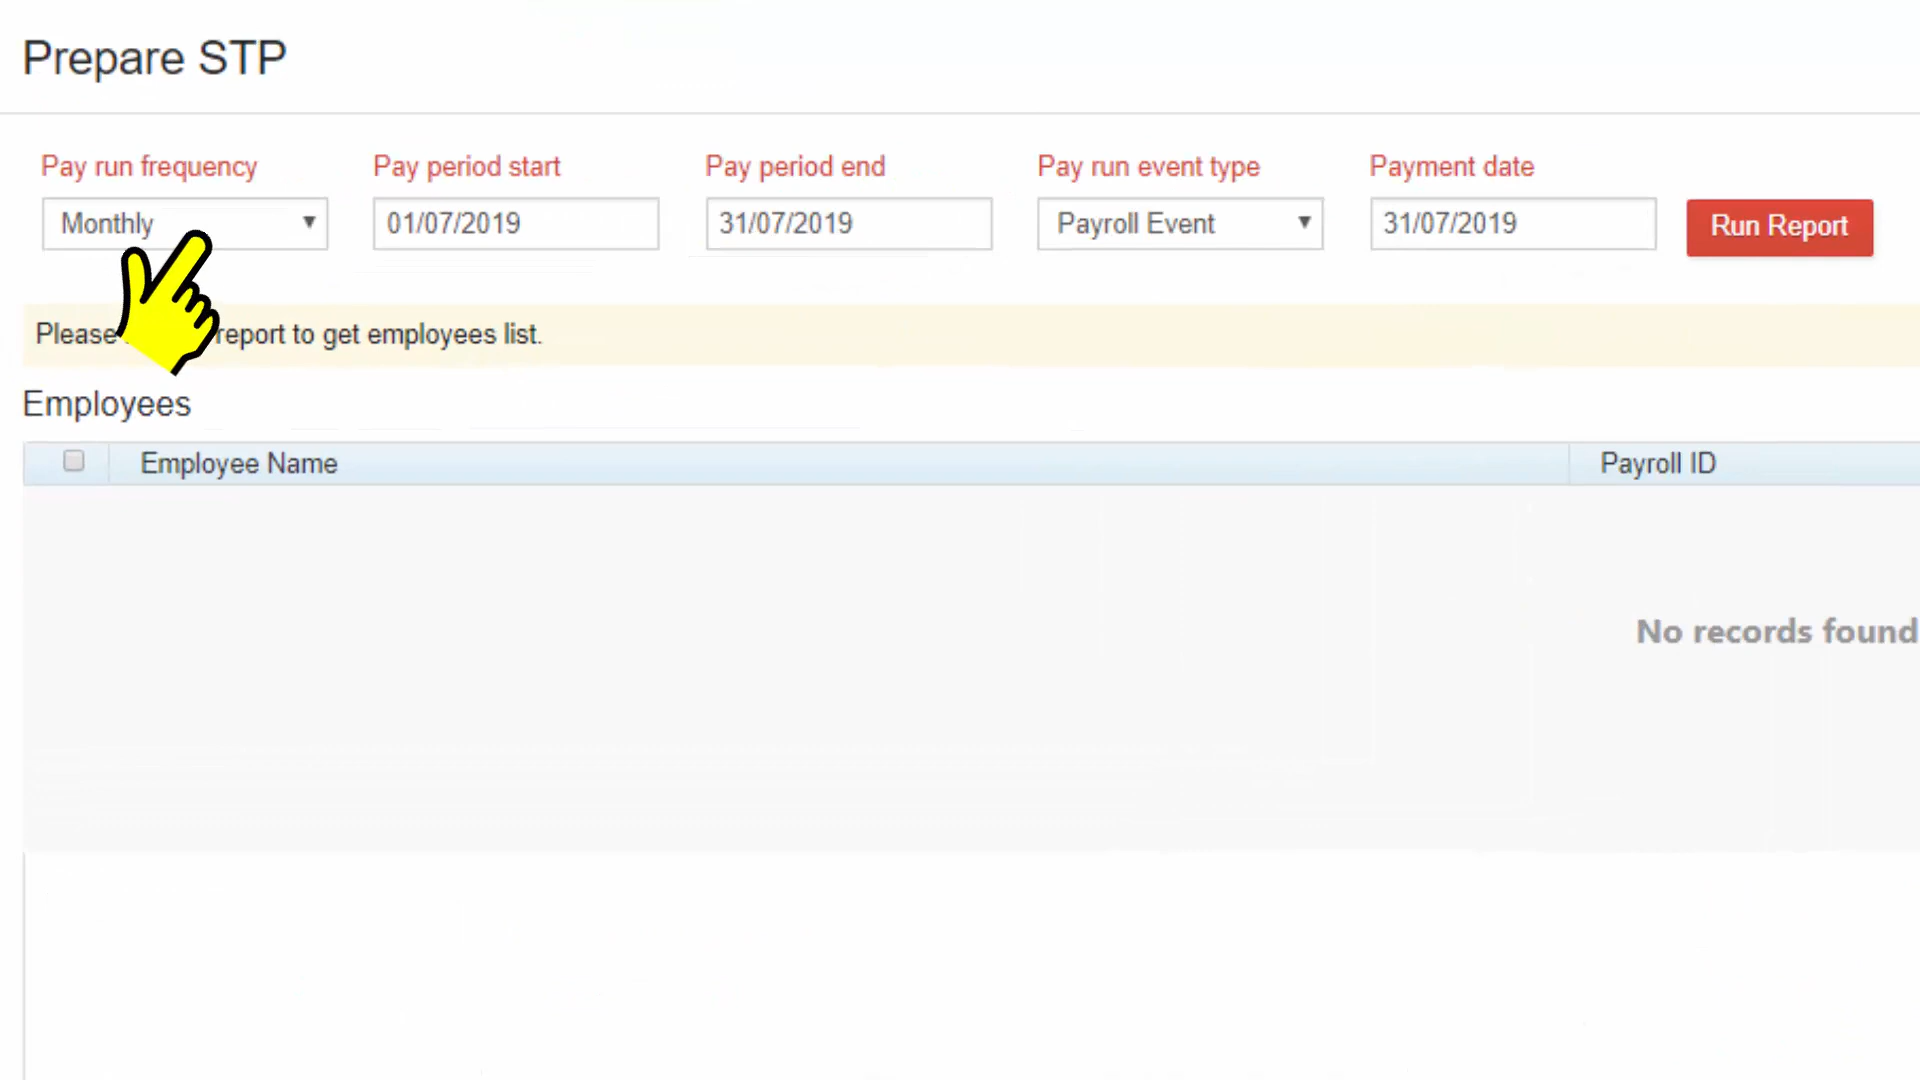 Prepare STP
Pay run frequency
Pay period start
Pay period end
Pay run event type
Payment date
Monthly
01/07/2019
31/07/2019
Payroll Event
31/07/2019
Run Report
Please report to get employees list.
Employees
Employee Name
Payroll ID
No records found